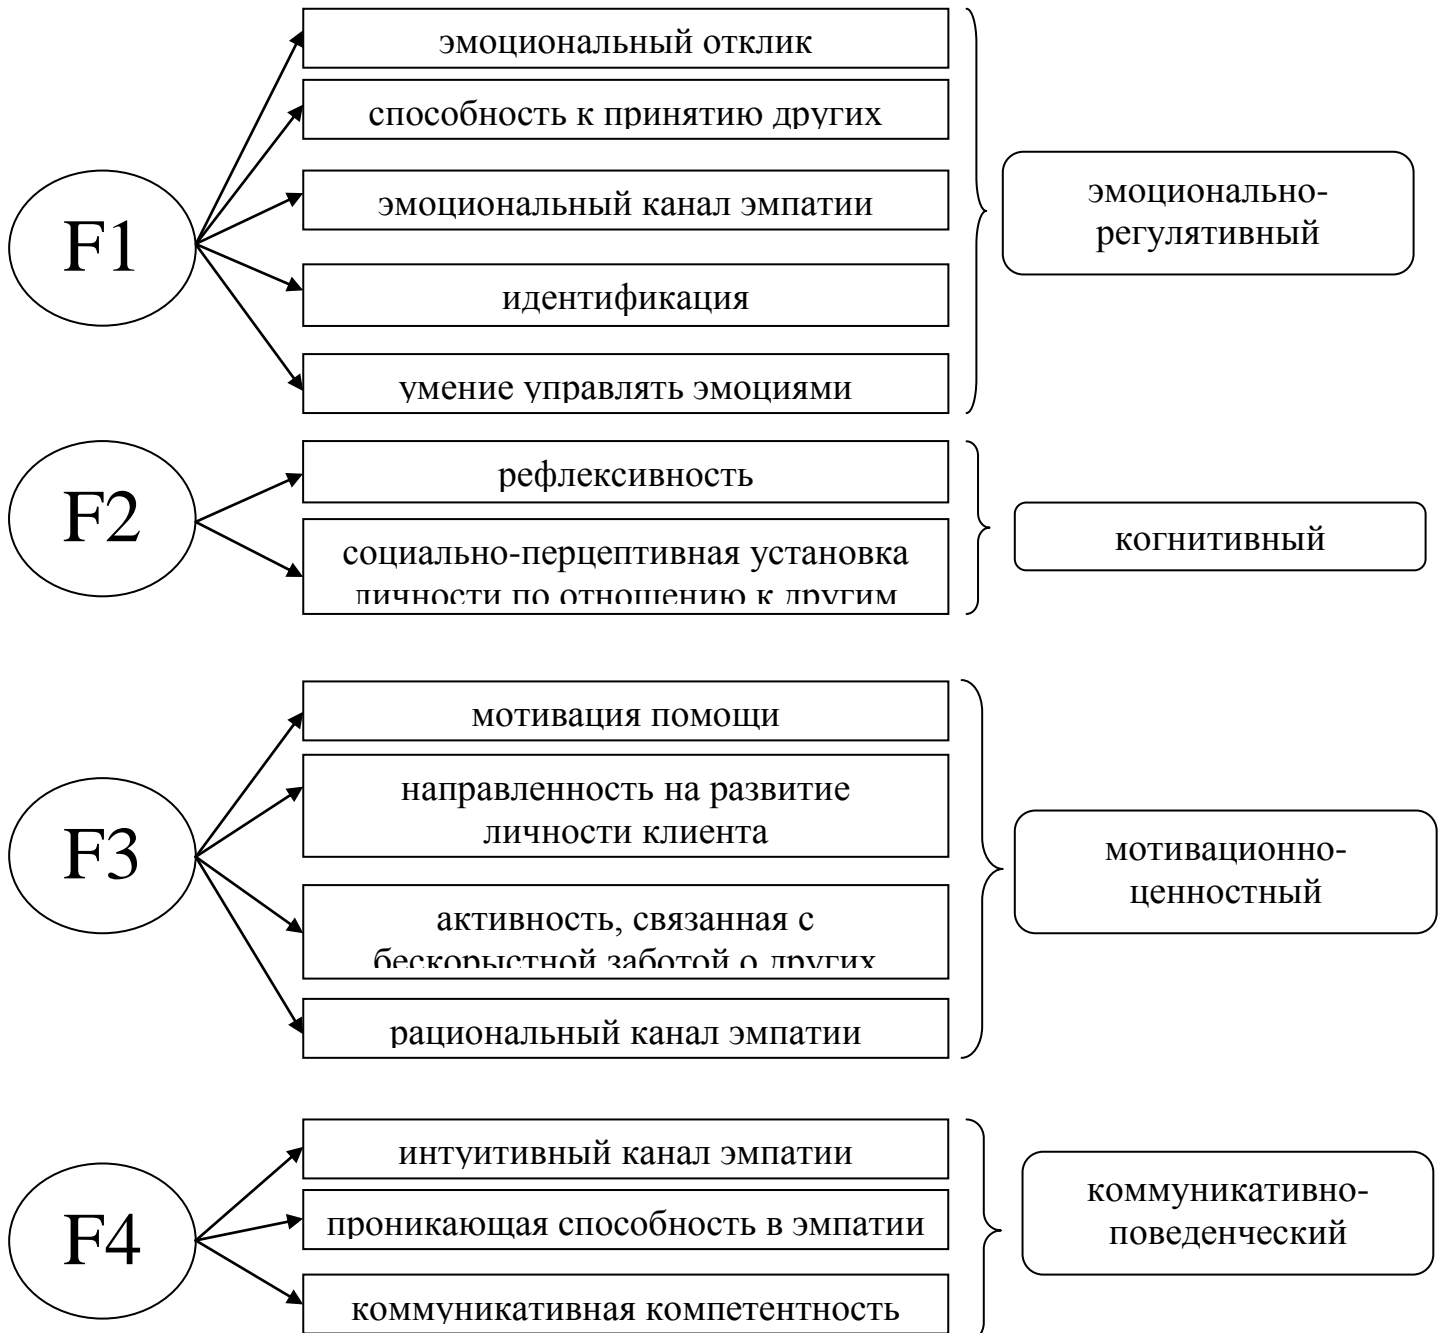 F1
эмоциональный отклик
способность к принятию других
эмоциональный канал эмпатии
идентификация
умение управлять эмоциями
эмоционально-
регулятивный
F2
рефлексивность
социально-перцептивная установка
личности по отношению к другим
когнитивный
F3
мотивация помощи
направленность на развитие
личности клиента
активность, связанная с
бескорыстной заботой о других
рациональный канал эмпатии
мотивационно-
ценностный
F4
интуитивный канал эмпатии
проникающая способность в эмпатии
коммуникативная компетентность
коммуникативно-
поведенческий